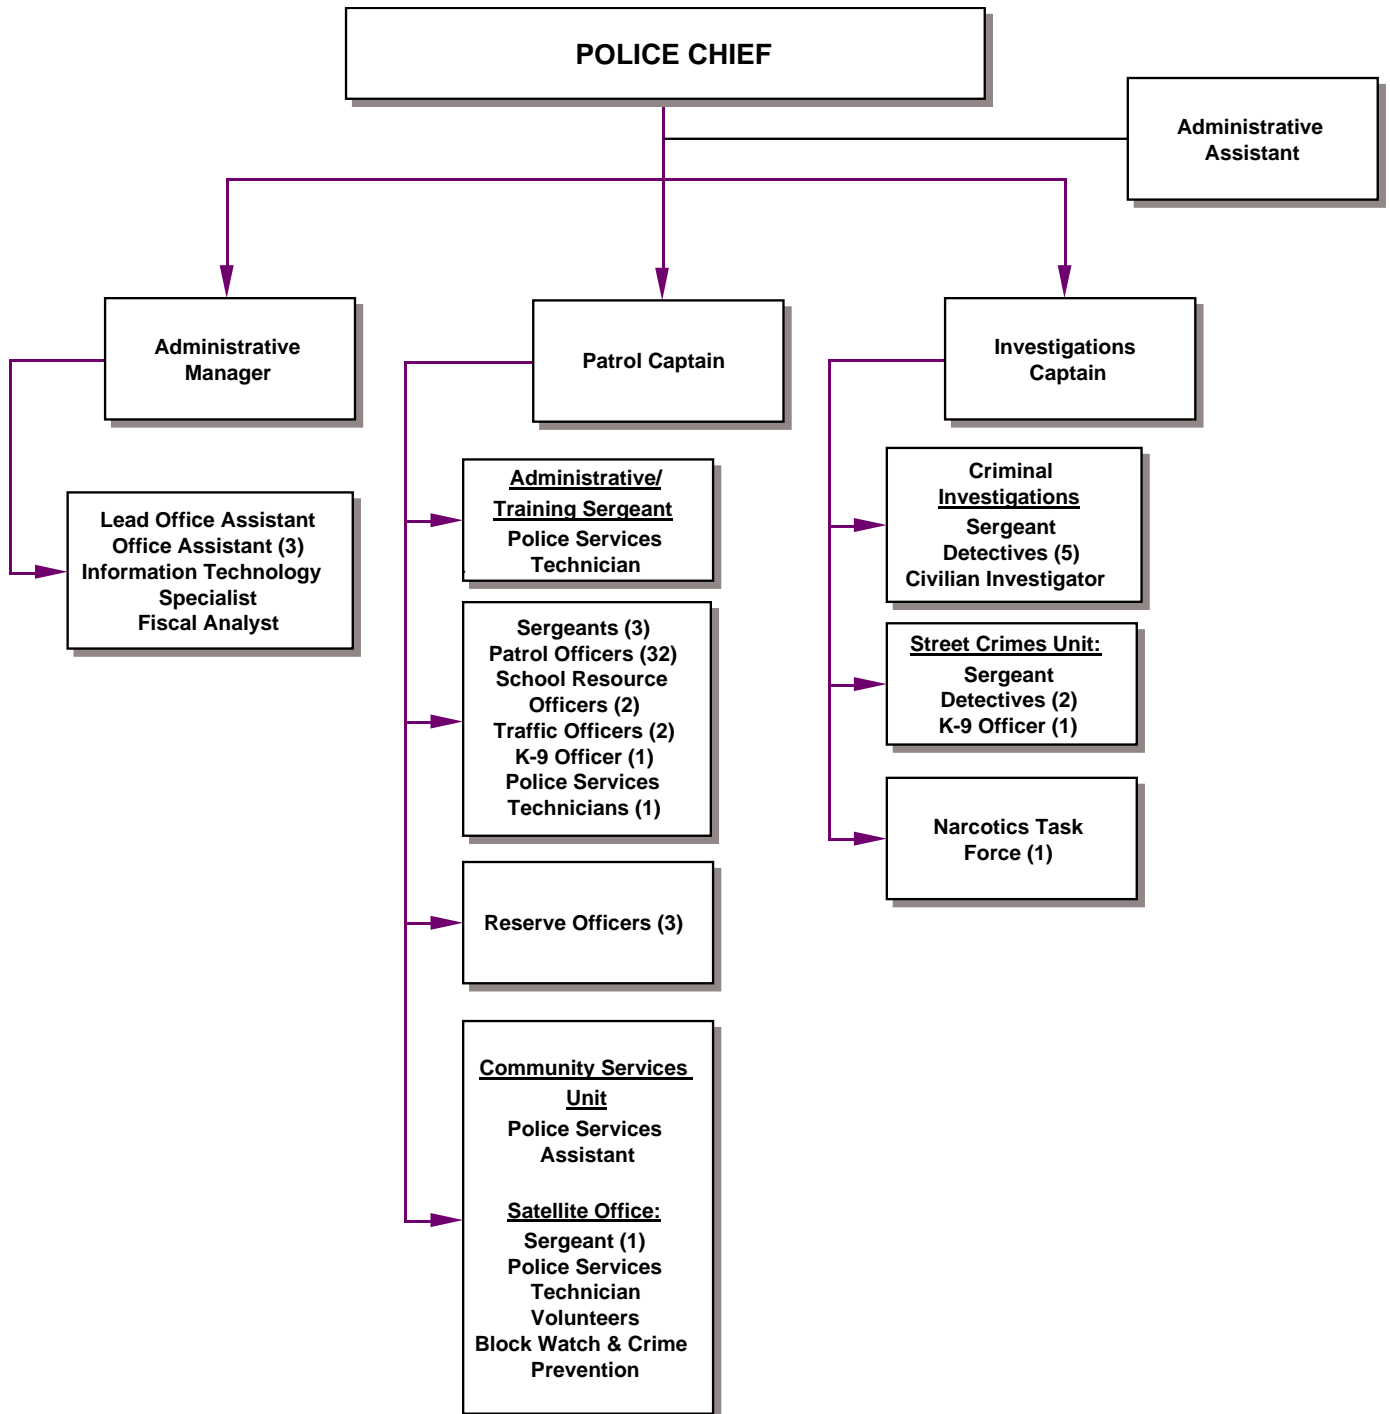 POLICE CHIEF
Administrative
Assistant
Administrative
Manager
Patrol Captain
Investigations
Captain
Lead Office Assistant
Office Assistant (3)
Information Technology
Specialist
Fiscal Analyst
Administrative/
Training Sergeant
Police Services
Technician
Sergeants (3)
Patrol Officers (32)
School Resource
Officers (2)
Traffic Officers (2)
K-9 Officer (1)
Police Services
Technicians (1)
Reserve Officers (3)
Community Services
Unit
Police Services
Assistant
Satellite Office:
Sergeant (1)
Police Services
Technician
Volunteers
Block Watch & Crime
Prevention
Criminal
Investigations
Sergeant
Detectives (5)
Civilian Investigator
Street Crimes Unit:
Sergeant
Detectives (2)
K-9 Officer (1)
Narcotics Task
Force (1)